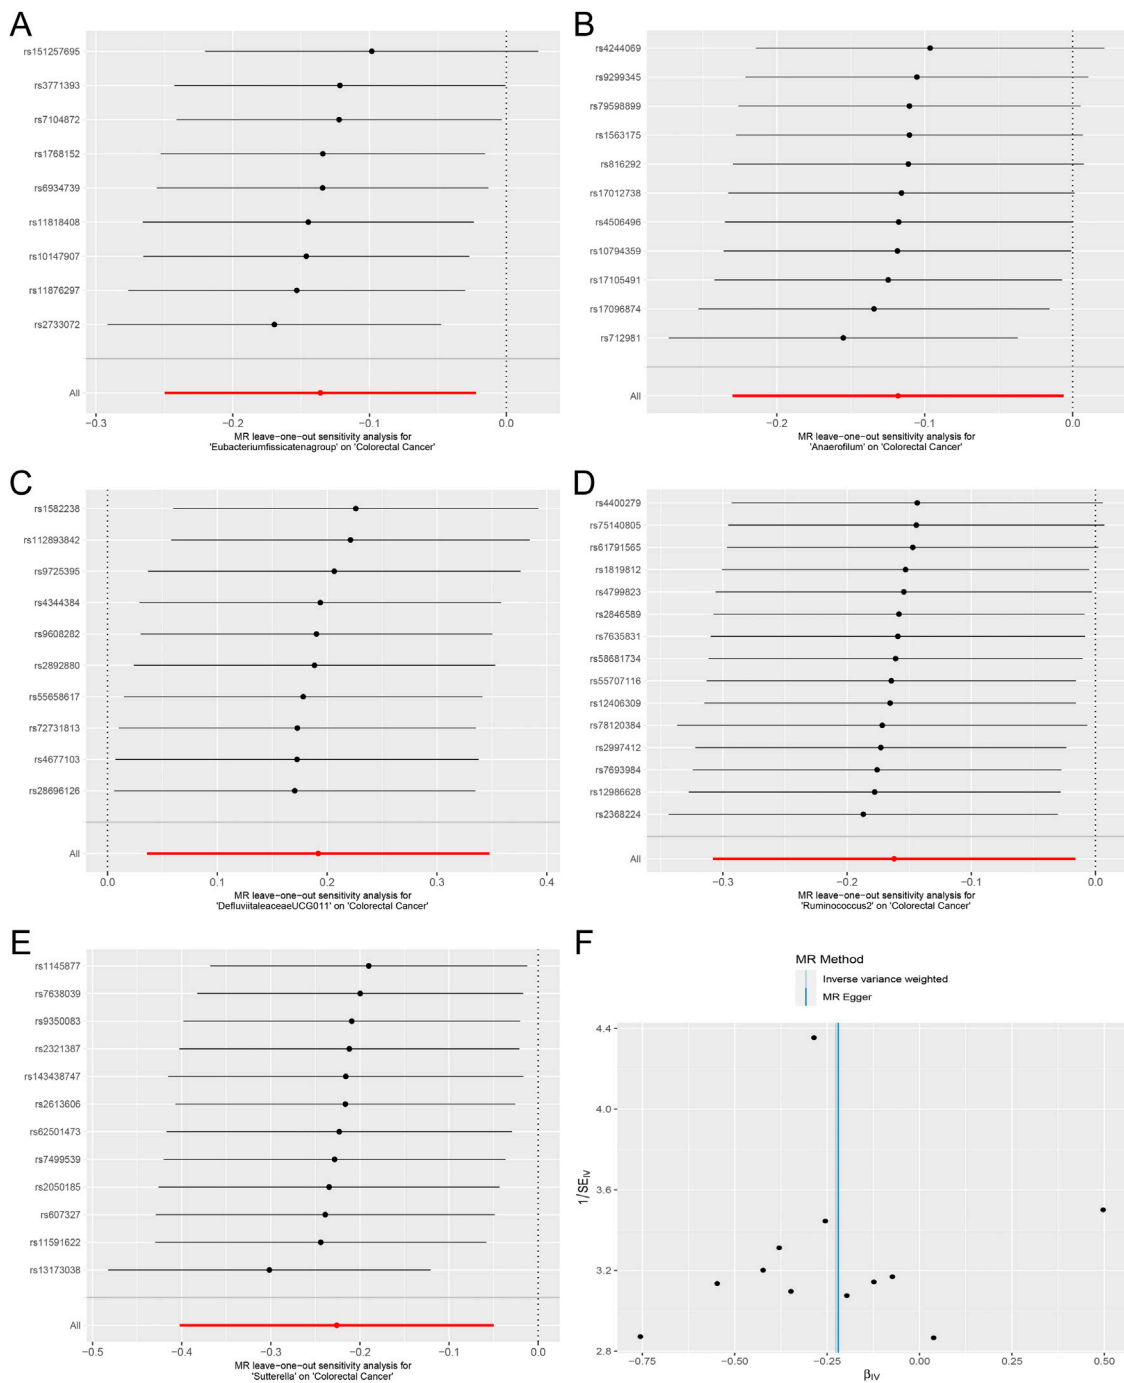 A
rs151257695
rs3771393
rs7104872
rs1768152
rs6934739
rs11818408
rs10147907
rs11876297
rs2733072
All
−0.3 −0.2 −0.1 0.0
MR leave−one−out sensitivity analysis for
'Eubacteriumfissicatenagroup' on 'Colorectal Cancer'
B
rs4244069
rs9299345
rs79598899
rs1563175
rs816292
rs17012738
rs4506496
rs10794359
rs17105491
rs17096874
rs712981
All
−0.2 −0.1 0.0
MR leave−one−out sensitivity analysis for
'Anaerofilum' on 'Colorectal Cancer'
C
rs1582238
rs112893842
rs9725395
rs4344384
rs9608282
rs2892880
rs55658617
rs72731813
rs4677103
rs28696126
All
0.0 0.1 0.2 0.3 0.4
MR leave−one−out sensitivity analysis for
'DefluviitaleaceaeUCG011' on 'Colorectal Cancer'
D
rs4400279
rs75140805
rs61791565
rs1819812
rs4799823
rs2846589
rs7635831
rs58681734
rs55707116
rs12406309
rs78120384
rs2997412
rs7693984
rs12986628
rs2368224
All
−0.3 −0.2 −0.1 0.0
MR leave−one−out sensitivity analysis for
'Ruminococcus2' on 'Colorectal Cancer'
E
rs1145877
rs7638039
rs9350083
rs2321387
rs143438747
rs2613606
rs62501473
rs7499539
rs2050185
rs607327
rs11591622
rs13173038
All
−0.5 −0.4 −0.3 −0.2 −0.1 0.0
MR leave−one−out sensitivity analysis for
'Sutterella' on 'Colorectal Cancer'
F
MR Method
Inverse variance weighted
MR Egger
4.4
4.0
3.6
3.2
2.8
1/SE_IV
−0.75 −0.50 −0.25 0.00 0.25 0.50
β_IV